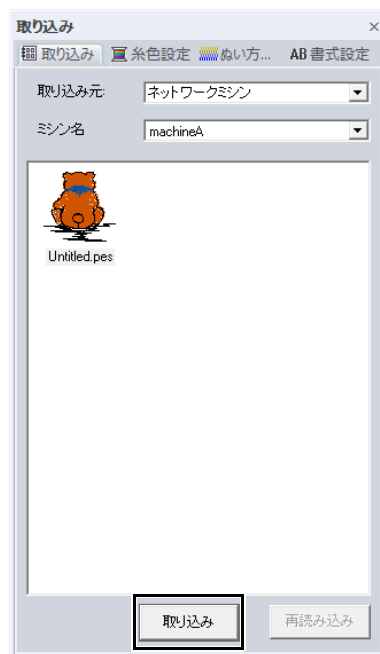 取り込み ×
取り込み 糸色設定 ぬい方... AB 書式設定
取り込み元: ネットワークミシン
ミシン名 machineA
Untitled.pes
取り込み 再読み込み